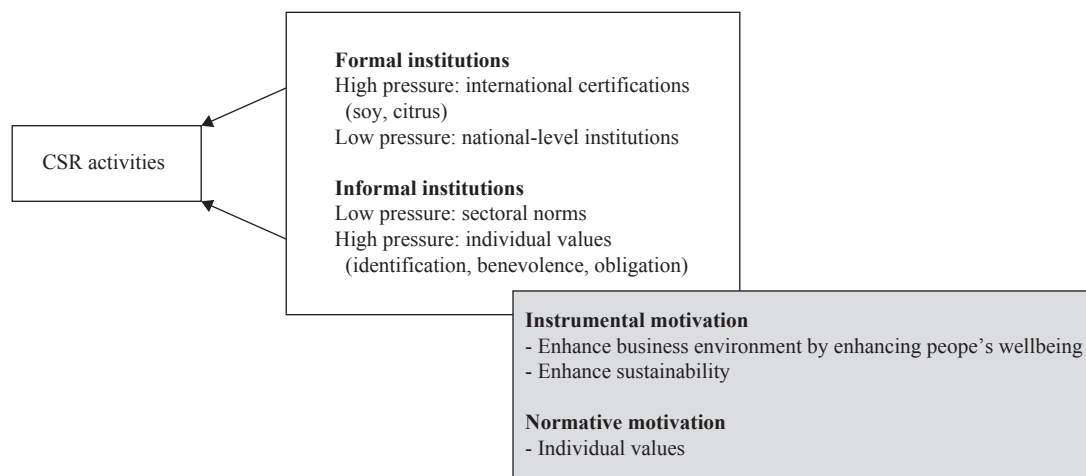 Formal institutions
High pressure: international certifications
(soy, citrus)
Low pressure: national-level institutions
CSR activities
Informal institutions
Low pressure: sectoral norms
High pressure: individual values
(identification, benevolence, obligation)
Instrumental motivation
- Enhance business environment by enhancing peope’s wellbeing
- Enhance sustainability
Normative motivation
- Individual values